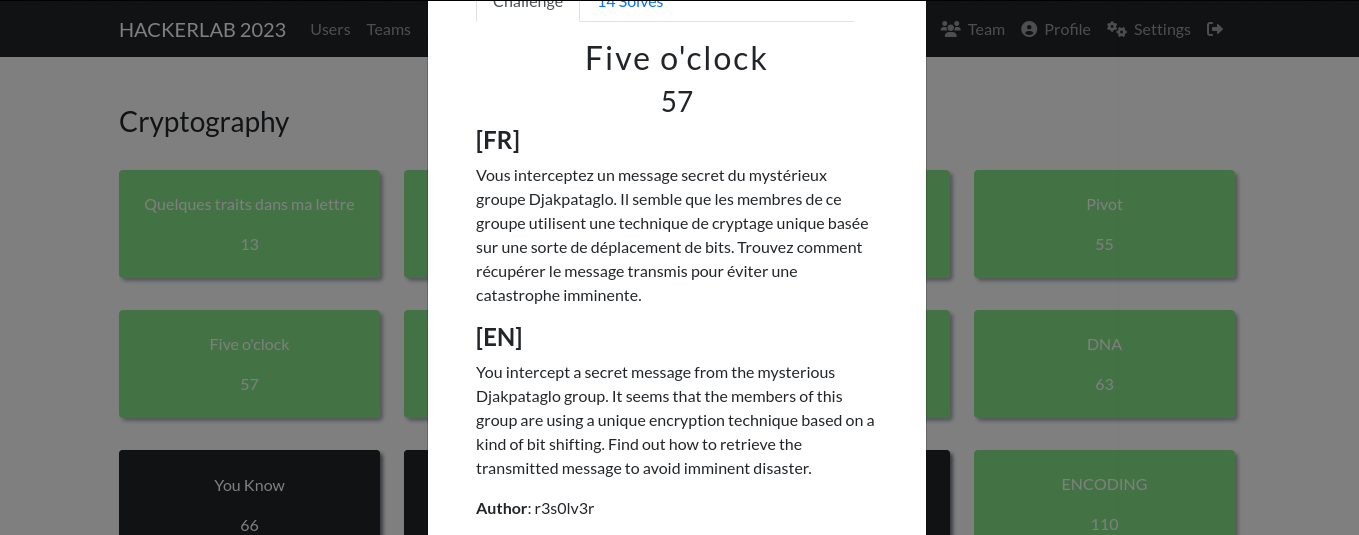 Challenge 14 Solves
HACKERLAB 2023 Users Teams Team Profile Settings
Five o'clock
57
Cryptography
[FR]
Vous interceptez un message secret du mystérieux
groupe Djakpataglo. Il semble que les membres de ce
groupe utilisent une technique de cryptage unique basée
sur une sorte de déplacement de bits. Trouvez comment
récupérer le message transmis pour éviter une
catastrophe imminente.
[EN]
You intercept a secret message from the mysterious
Djakpataglo group. It seems that the members of this
group are using a unique encryption technique based on a
kind of bit shifting. Find out how to retrieve the
transmitted message to avoid imminent disaster.
Author: r3s0lv3r
Quelques traits dans ma lettre
13
Pivot
55
Five o'clock
57
DNA
63
You Know
66
ENCODING
110